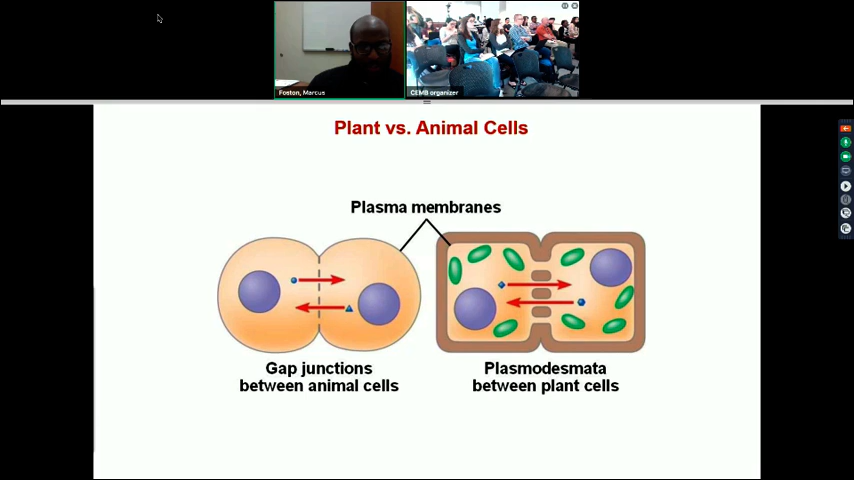 Foston, Marcus
CEMB organizer
Plant vs. Animal Cells
Plasma membranes
Gap junctions
between animal cells
Plasmodesmata
between plant cells